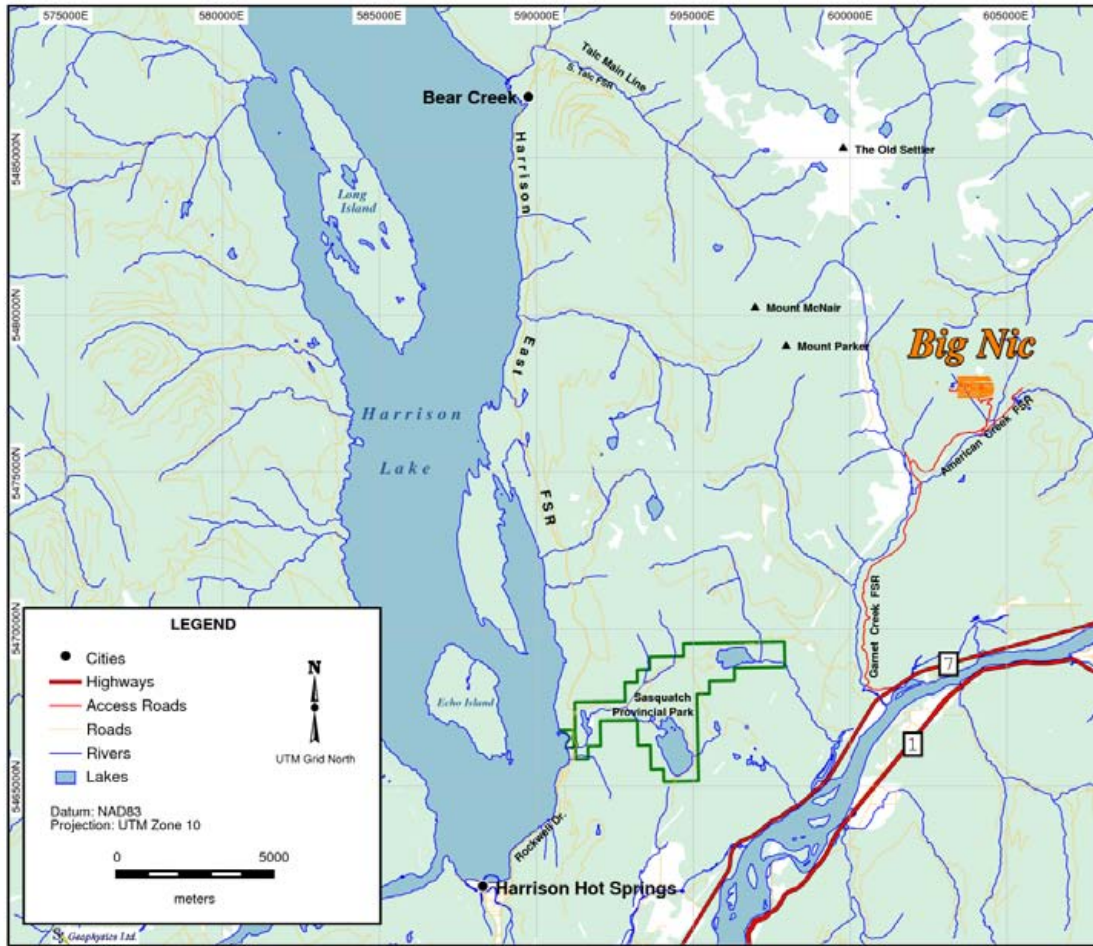 575000E 580000E 585000E 590000E 595000E 600000E 605000E
5485000N
5480000N
5475000N
5470000N
5465000N
Talc Main Line
S. Talc FSR
Bear Creek
Harrison
East
FSR
The Old Settler
Long
Island
Mount McNair
Mount Parker
Big Nic
Harrison
Lake
American Creek FSR
Garnet Creek FSR
7
1
Echo Island
Sasquatch
Provincial Park
Rockwell Dr.
Harrison Hot Springs
LEGEND
Cities
Highways
Access Roads
Roads
Rivers
Lakes
N
UTM Grid North
Datum: NAD83
Projection: UTM Zone 10
0 5000
meters
Geophysics Ltd.